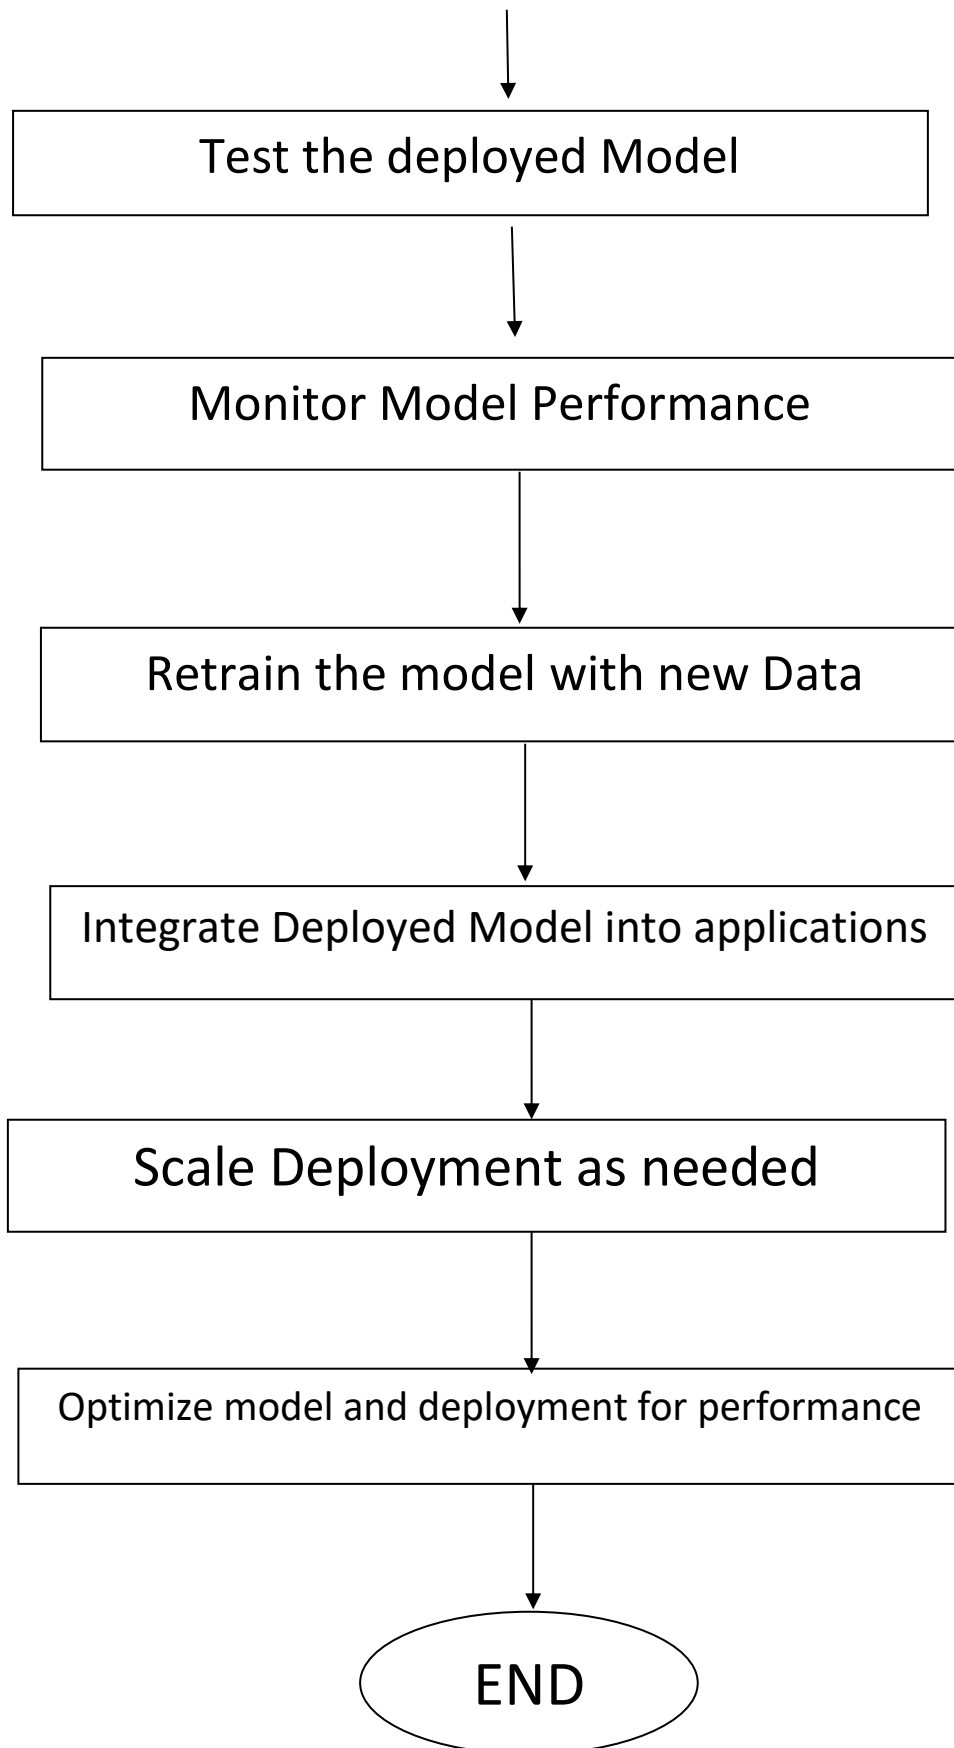 Test the deployed Model
Monitor Model Performance
Retrain the model with new Data
Integrate Deployed Model into applications
Scale Deployment as needed
Optimize model and deployment for performance
END